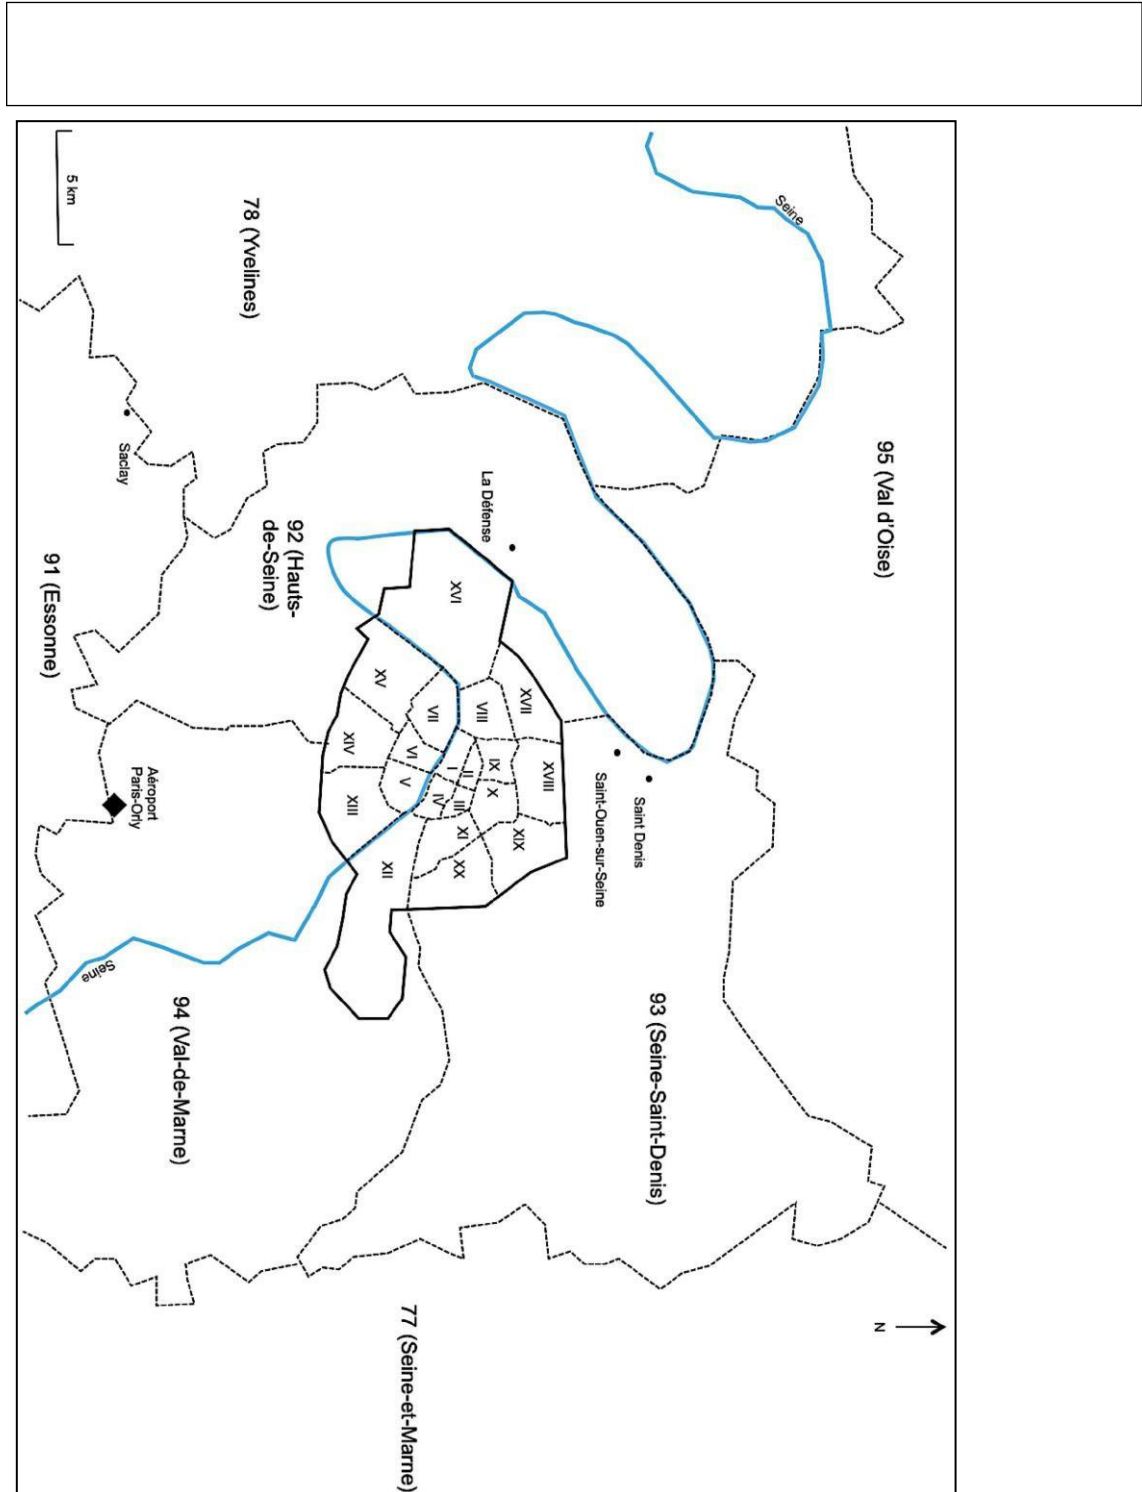 Seine
95 (Val d'Oise)
5 km
78 (Yvelines)
Saclay
La Défense
92 (Hauts-
de-Seine)
91 (Essonne)
XVI
XVII
XV
VII
VIII
XVIII
XIV
VI
I
II
IX
X
V
IV
III
XIII
XI
XIX
XII
XX
Saint Denis
Saint-Ouen-sur-Seine
Aéroport
Paris-Orly
Seine
93 (Seine-Saint-Denis)
94 (Val-de-Marne)
77 (Seine-et-Marne)
N